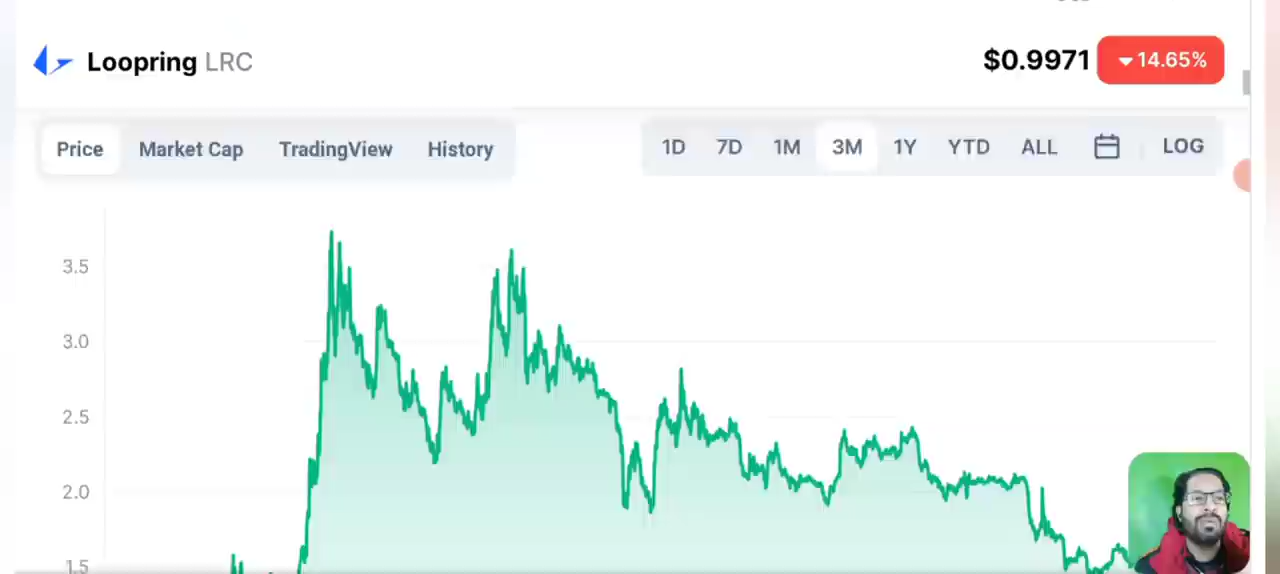 Loopring LRC $0.9971 14.65%
Price Market Cap TradingView History 1D 7D 1M 3M 1Y YTD ALL LOG
3.5
3.0
2.5
2.0
1.5